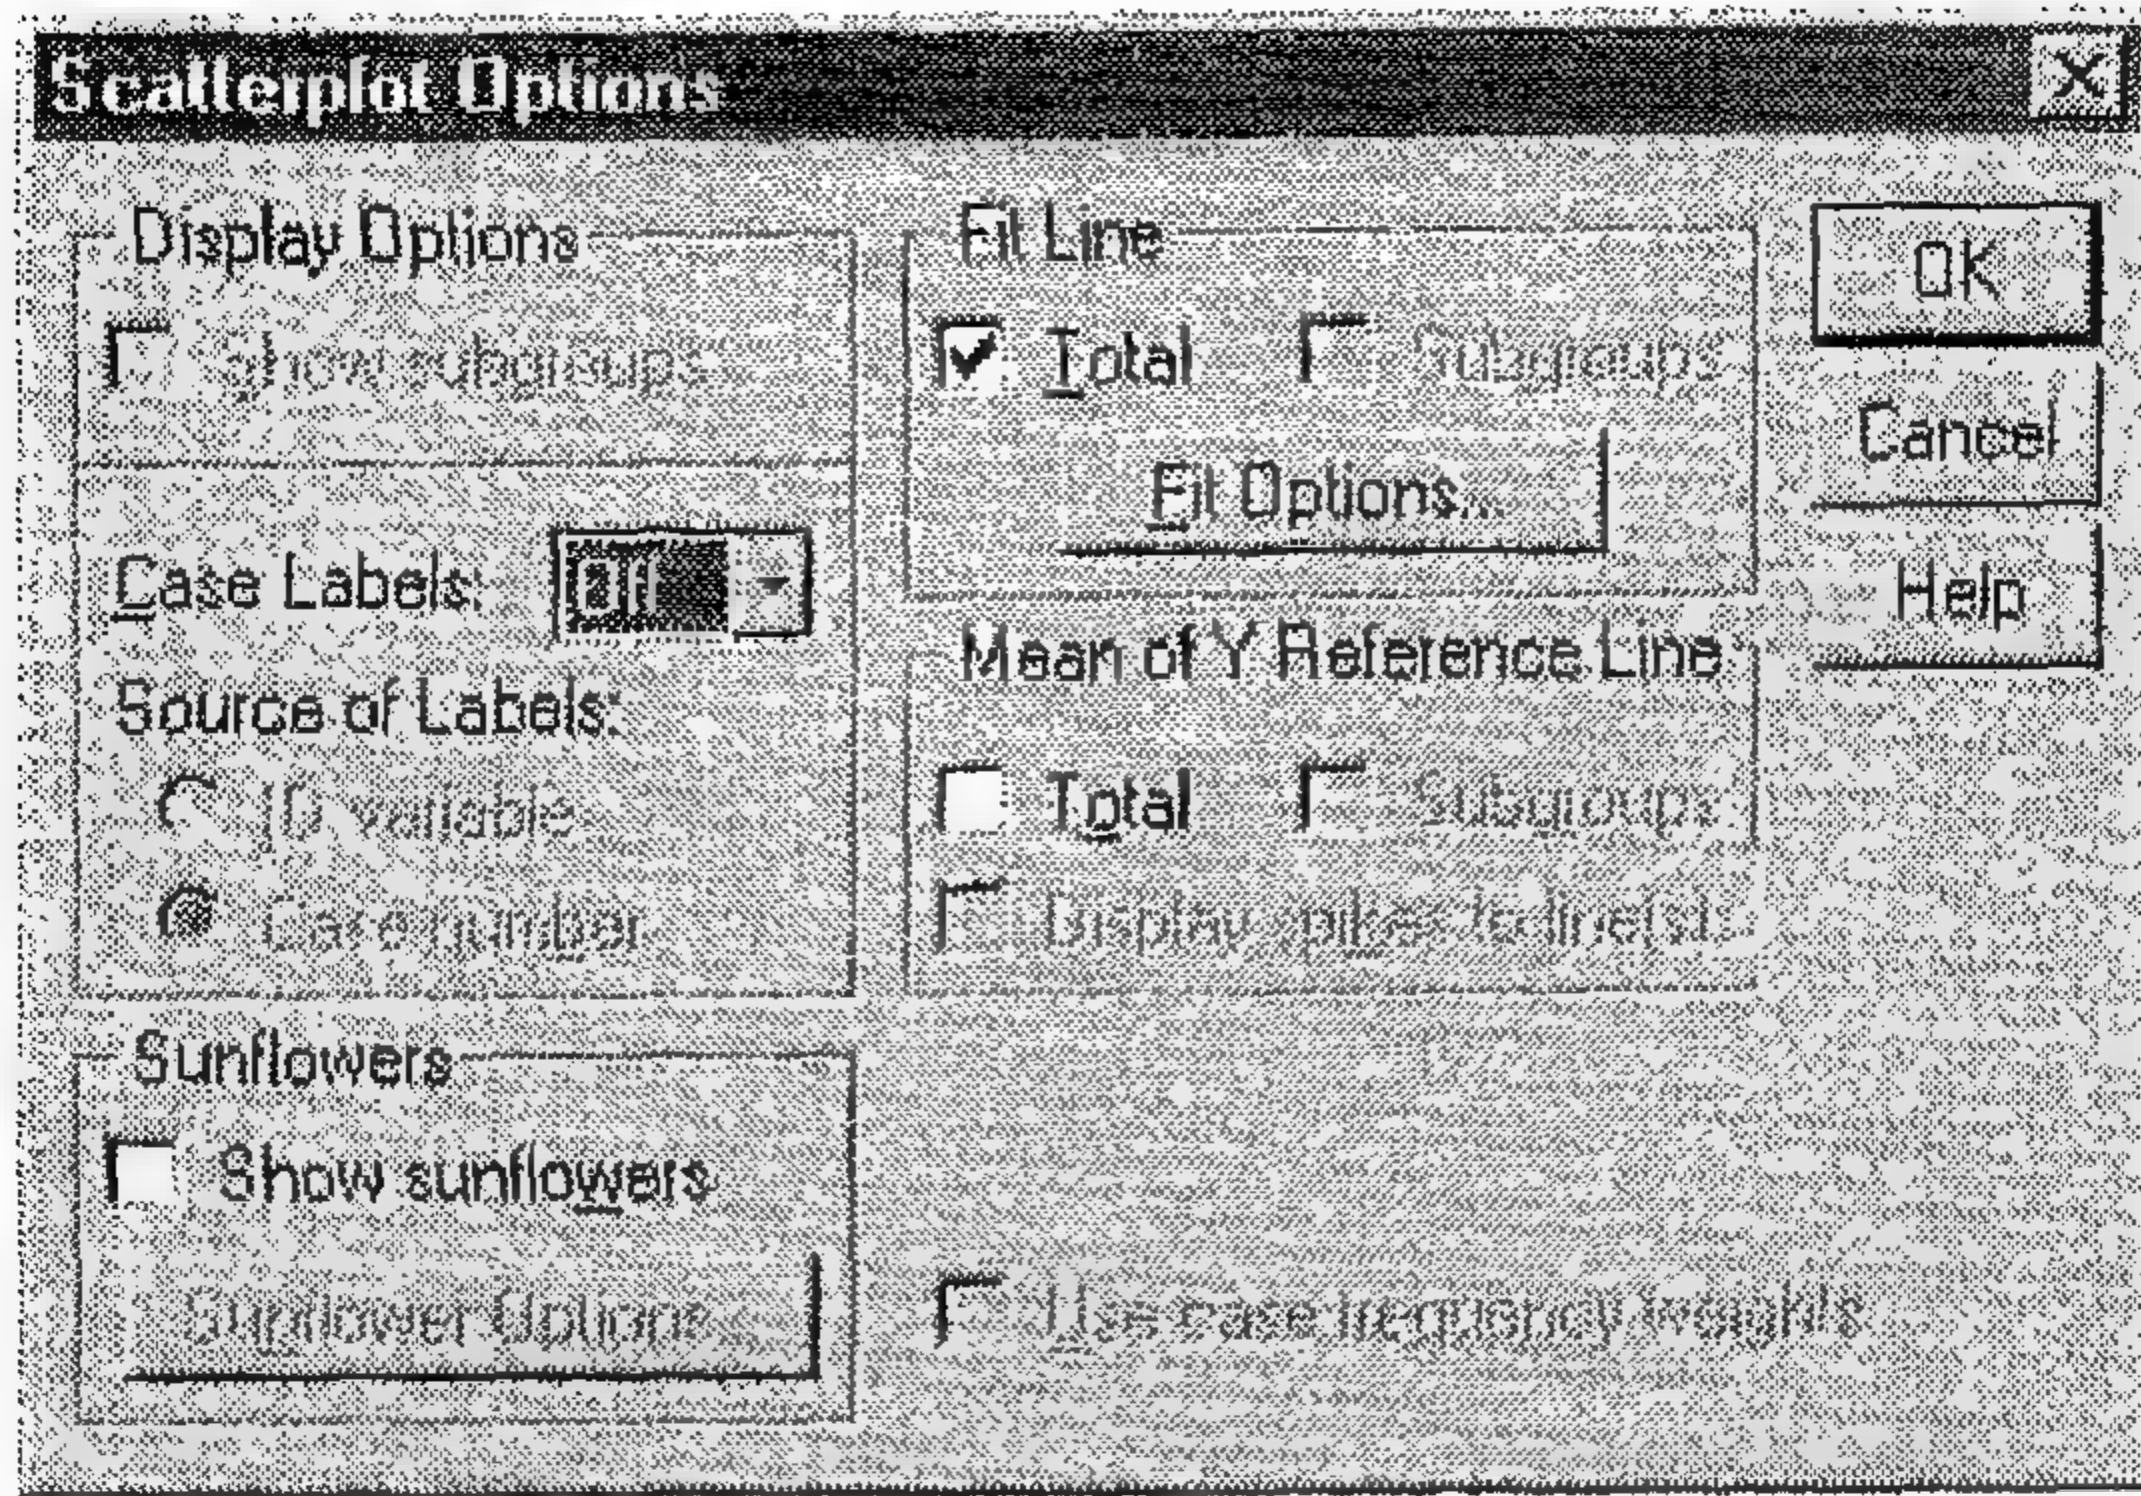 Scatterplot Options
Display Options
Show subgroups
Case Labels: Off
Source of Labels:
ID variable
Case number
Sunflowers
Show sunflowers
Sunflower Options...
Fit Line
Total Subgroups
Fit Options...
Mean of Y Reference Line
Total Subgroups
Display spikes to line(s)
Use case frequency weights
OK
Cancel
Help